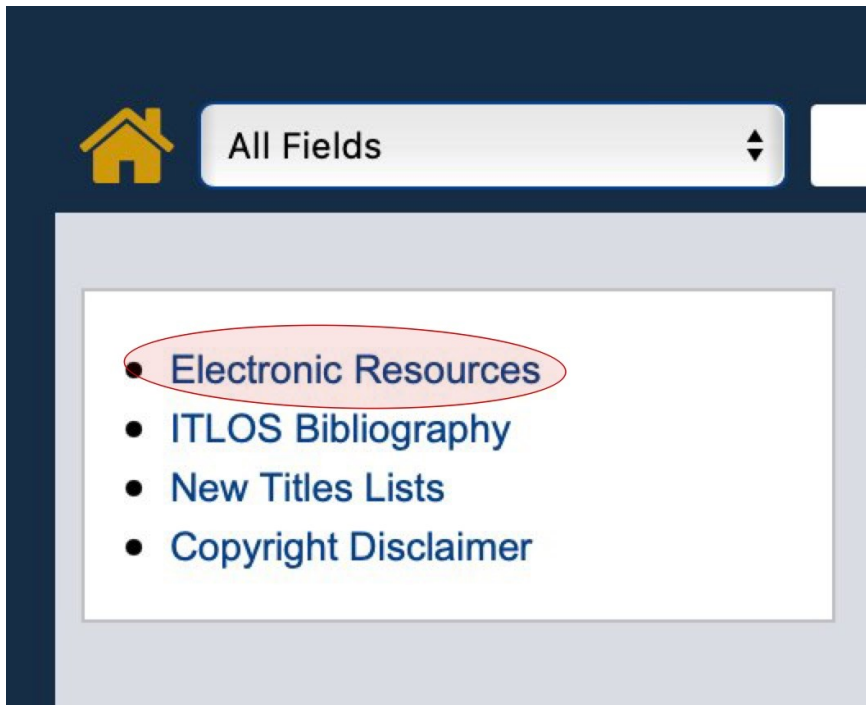 All Fields
Electronic Resources
ITLOS Bibliography
New Titles Lists
Copyright Disclaimer